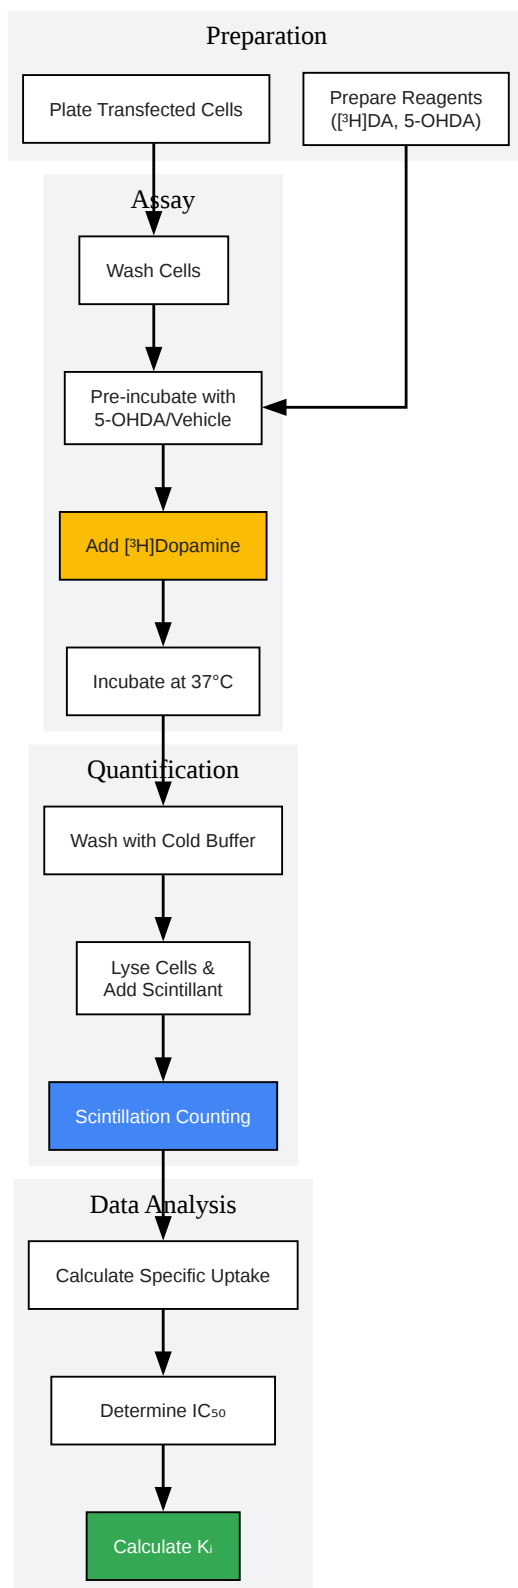 Preparation
Plate Transfected Cells
Prepare Reagents
([³H]DA, 5-OHDA)
Assay
Wash Cells
Pre-incubate with
5-OHDA/Vehicle
Add [³H]Dopamine
Incubate at 37°C
Quantification
Wash with Cold Buffer
Lyse Cells &
Add Scintillant
Scintillation Counting
Data Analysis
Calculate Specific Uptake
Determine IC₅₀
Calculate Kᵢ